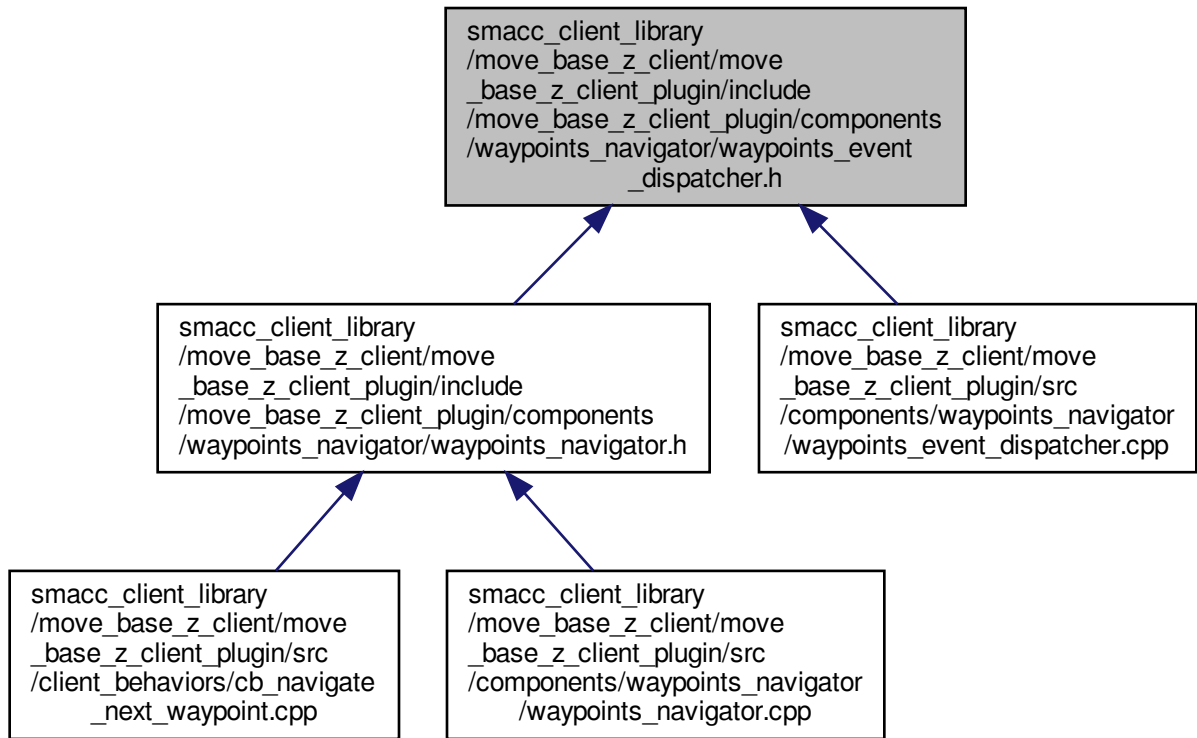 smacc_client_library
/move_base_z_client/move
_base_z_client_plugin/include
/move_base_z_client_plugin/components
/waypoints_navigator/waypoints_event
_dispatcher.h
smacc_client_library
/move_base_z_client/move
_base_z_client_plugin/include
/move_base_z_client_plugin/components
/waypoints_navigator/waypoints_navigator.h
smacc_client_library
/move_base_z_client/move
_base_z_client_plugin/src
/components/waypoints_navigator
/waypoints_event_dispatcher.cpp
smacc_client_library
/move_base_z_client/move
_base_z_client_plugin/src
/client_behaviors/cb_navigate
_next_waypoint.cpp
smacc_client_library
/move_base_z_client/move
_base_z_client_plugin/src
/components/waypoints_navigator
/waypoints_navigator.cpp